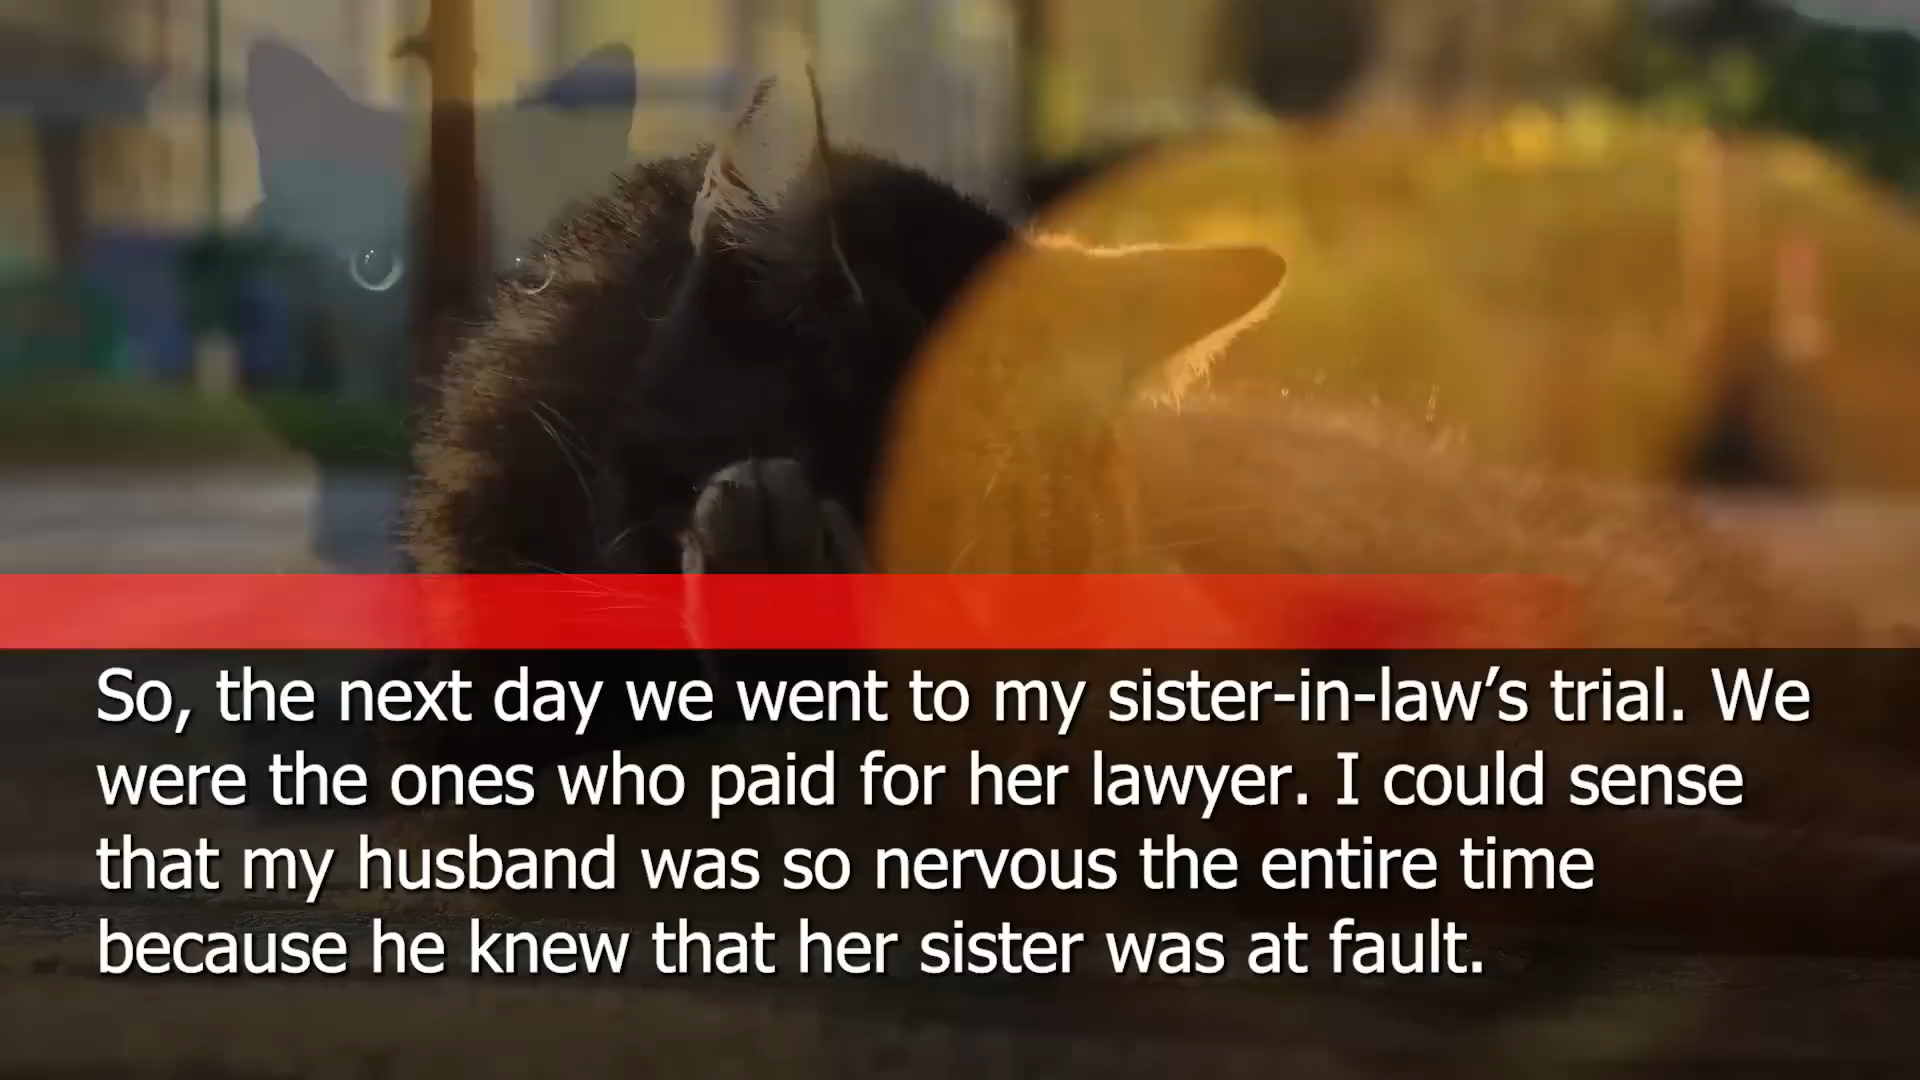 So, the next day we went to my sister-in-law’s trial. We
were the ones who paid for her lawyer. I could sense
that my husband was so nervous the entire time
because he knew that her sister was at fault.